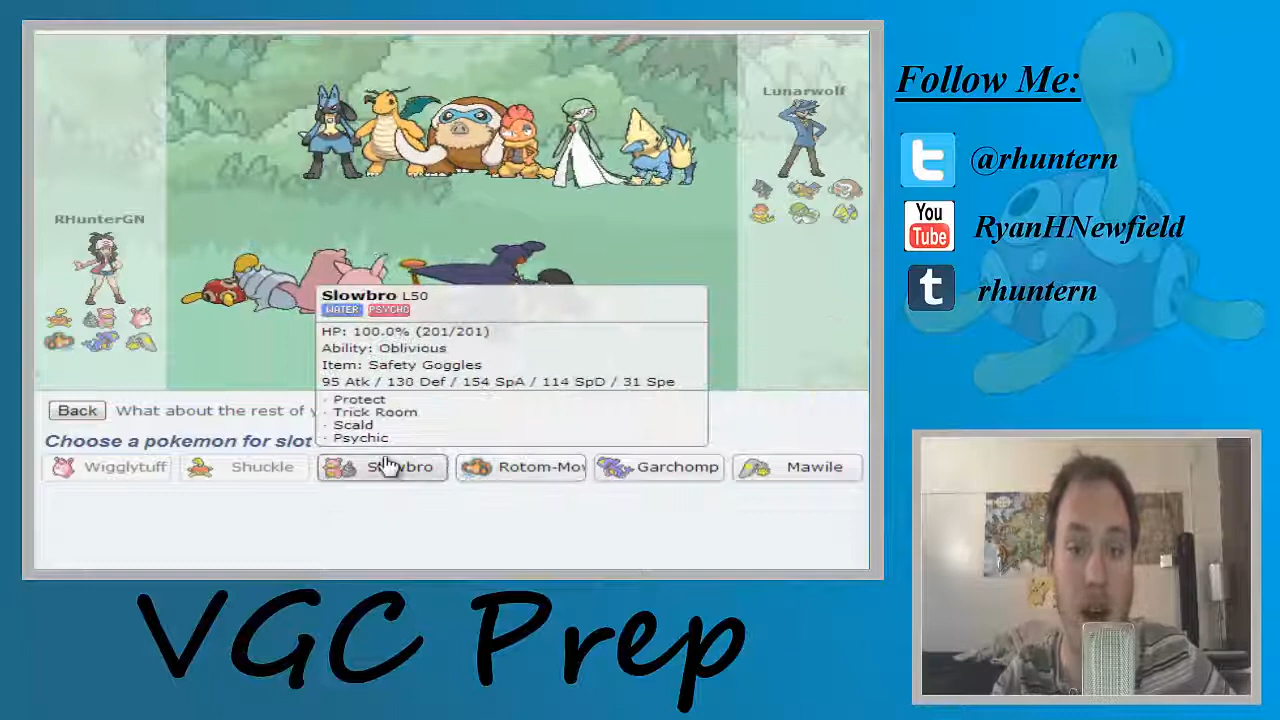 Follow Me:
@rhuntern
You
Tube
RyanHNewfield
t
rhuntern
Lunarwolf
RHunterGN
Slowbro L50
WATER PSYCHO
HP: 100.0% (201/201)
Ability: Oblivious
Item: Safety Goggles
95 Atk / 130 Def / 154 SpA / 114 SpD / 31 Spe
· Protect
· Trick Room
· Scald
· Psychic
Back What about the rest of
Choose a pokemon for slot
Wigglytuff Shuckle Slowbro Rotom-Mo Garchomp Mawile
VGC Prep